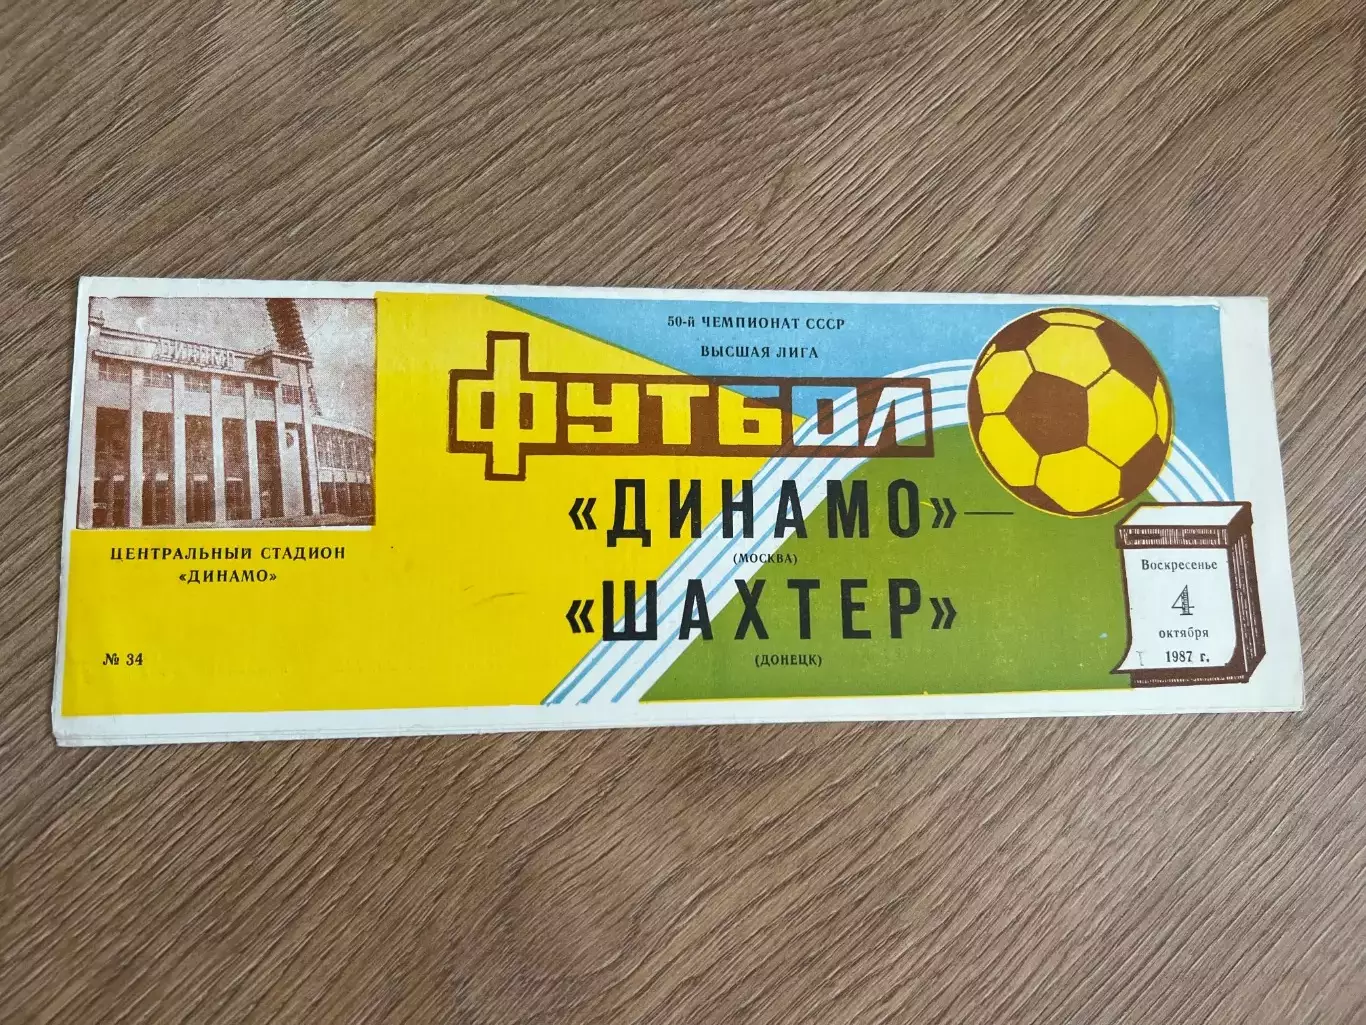 ДИНАМО
ЦЕНТРАЛЬНЫЙ СТАДИОН
«ДИНАМО»
№ 34
50-й ЧЕМПИОНАТ СССР
ВЫСШАЯ ЛИГА
ФУТБОЛ
«ДИНАМО» —
(МОСКВА)
«ШАХТЕР»
(ДОНЕЦК)
Воскресенье
4
октября
1987 г.